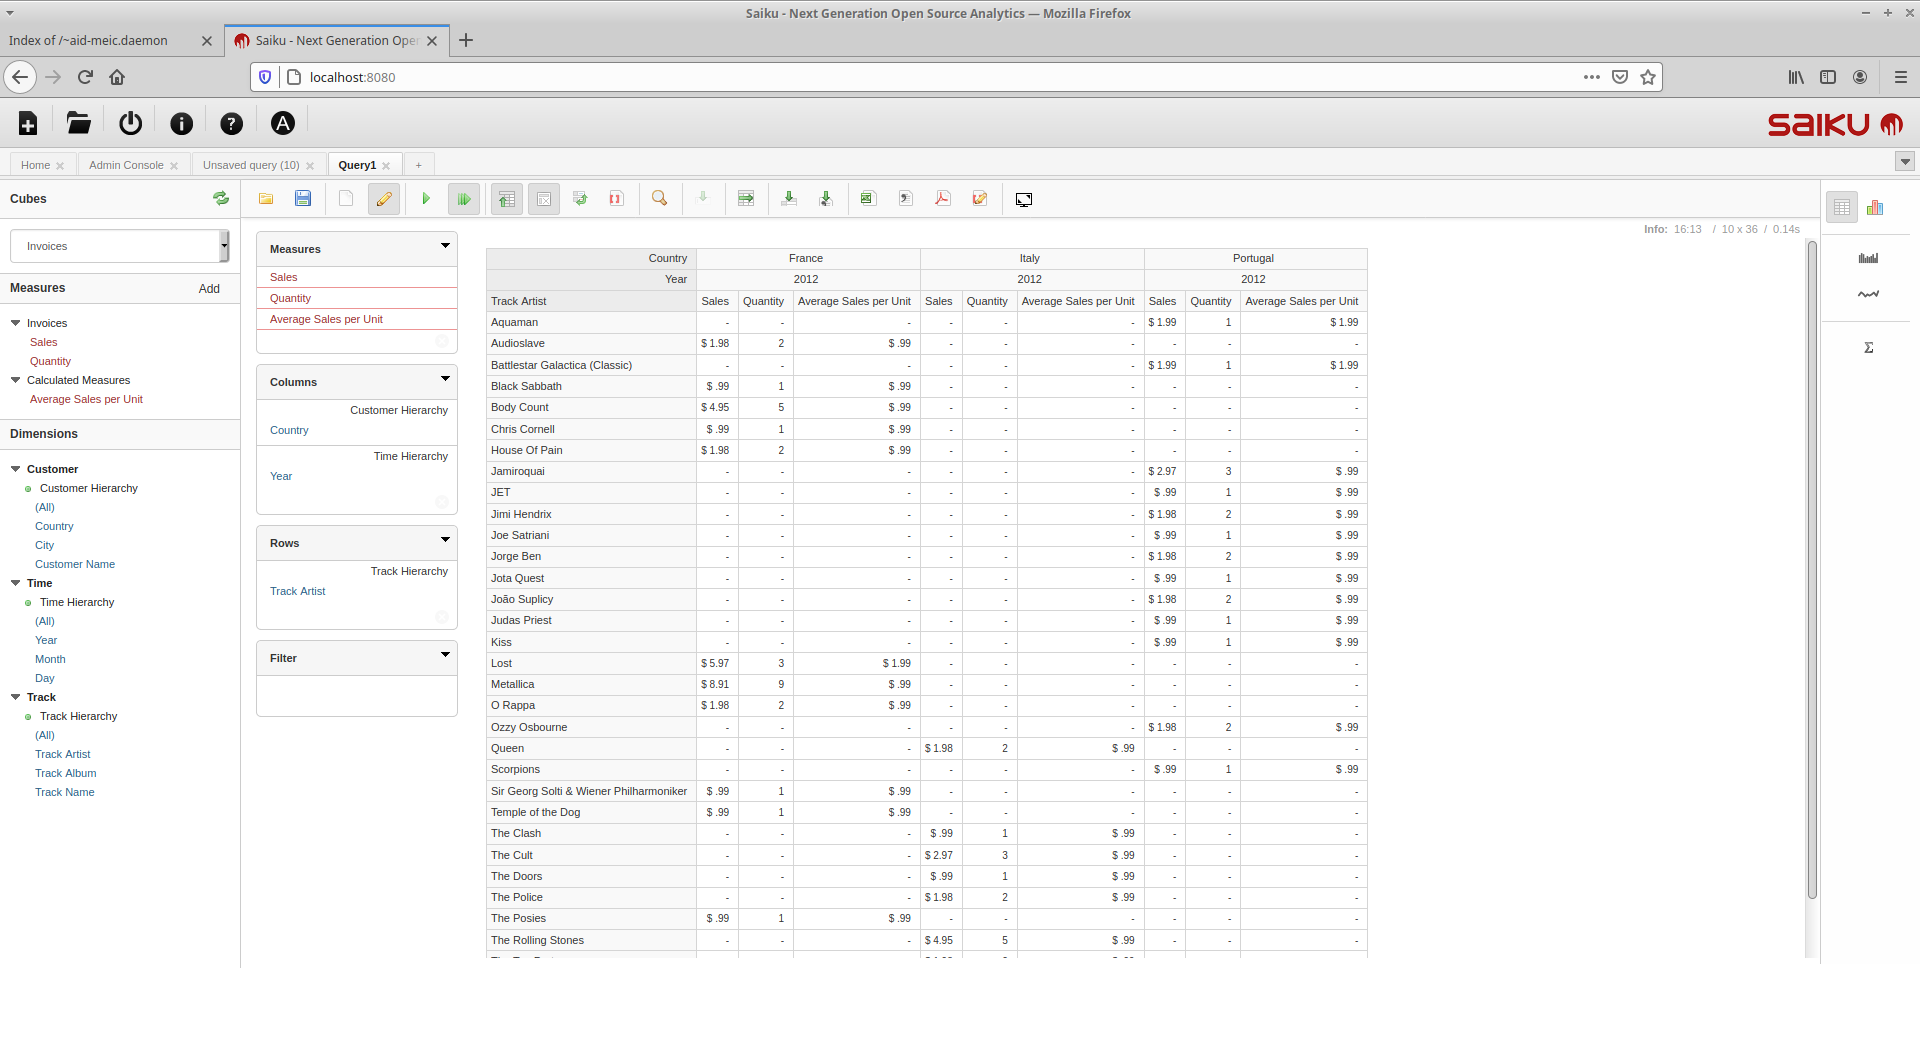 Saiku - Next Generation Open Source Analytics — Mozilla Firefox
Index of /~aid-meic.daemon
Saiku - Next Generation Ope
localhost:8080
saiku
Home
Admin Console
Unsaved query (10)
Query1
Cubes
Invoices
Measures Add
Invoices
Sales
Quantity
Calculated Measures
Average Sales per Unit
Dimensions
Customer
Customer Hierarchy
(All)
Country
City
Customer Name
Time
Time Hierarchy
(All)
Year
Month
Day
Track
Track Hierarchy
(All)
Track Artist
Track Album
Track Name
Measures
Sales
Quantity
Average Sales per Unit
Columns
Customer Hierarchy
Country
Time Hierarchy
Year
Rows
Track Hierarchy
Track Artist
Filter
Info: 16:13 / 10 x 36 / 0.14s
Country France Italy Portugal
Year 2012 2012 2012
Track Artist Sales Quantity Average Sales per Unit Sales Quantity Average Sales per Unit Sales Quantity Average Sales per Unit
Aquaman - - - - - - $ 1.99 1 $ 1.99
Audioslave $ 1.98 2 $ .99 - - - - - -
Battlestar Galactica (Classic) - - - - - - $ 1.99 1 $ 1.99
Black Sabbath $ .99 1 $ .99 - - - - - -
Body Count $ 4.95 5 $ .99 - - - - - -
Chris Cornell $ .99 1 $ .99 - - - - - -
House Of Pain $ 1.98 2 $ .99 - - - - - -
Jamiroquai - - - - - - $ 2.97 3 $ .99
JET - - - - - - $ .99 1 $ .99
Jimi Hendrix - - - - - - $ 1.98 2 $ .99
Joe Satriani - - - - - - $ .99 1 $ .99
Jorge Ben - - - - - - $ 1.98 2 $ .99
Jota Quest - - - - - - $ .99 1 $ .99
João Suplicy - - - - - - $ 1.98 2 $ .99
Judas Priest - - - - - - $ .99 1 $ .99
Kiss - - - - - - $ .99 1 $ .99
Lost $ 5.97 3 $ 1.99 - - - - - -
Metallica $ 8.91 9 $ .99 - - - - - -
O Rappa $ 1.98 2 $ .99 - - - - - -
Ozzy Osbourne - - - - - - $ 1.98 2 $ .99
Queen - - - $ 1.98 2 $ .99 - - -
Scorpions - - - - - - $ .99 1 $ .99
Sir Georg Solti & Wiener Philharmoniker $ .99 1 $ .99 - - - - - -
Temple of the Dog $ .99 1 $ .99 - - - - - -
The Clash - - - $ .99 1 $ .99 - - -
The Cult - - - $ 2.97 3 $ .99 - - -
The Doors - - - $ .99 1 $ .99 - - -
The Police - - - $ 1.98 2 $ .99 - - -
The Posies $ .99 1 $ .99 - - - - - -
The Rolling Stones - - - $ 4.95 5 $ .99 - - -